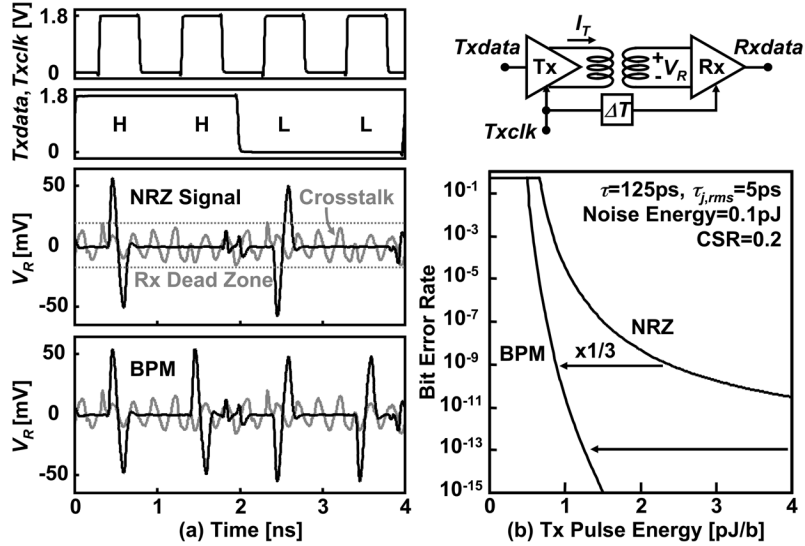 Txdata, Txclk [V]
1.8
0
1.8
0
H H L L
V_R [mV]
50
0
-50
NRZ Signal
Crosstalk
Rx Dead Zone
V_R [mV]
50
0
-50
BPM
0 1 2 3 4
(a) Time [ns]
I_T
Txdata
Tx
+
V_R
-
Rx
Rxdata
ΔT
Txclk
Bit Error Rate
10^-1
10^-3
10^-5
10^-7
10^-9
10^-11
10^-13
10^-15
τ=125ps, τ_j,rms=5ps
Noise Energy=0.1pJ
CSR=0.2
NRZ
BPM
x1/3
0 1 2 3 4
(b) Tx Pulse Energy [pJ/b]